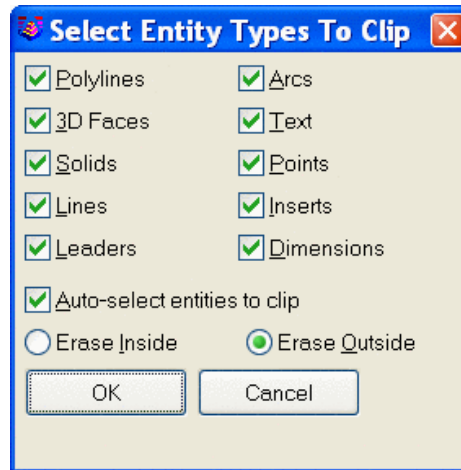 Select Entity Types To Clip
Polylines Arcs
3D Faces Text
Solids Points
Lines Inserts
Leaders Dimensions
Auto-select entities to clip
Erase Inside Erase Outside
OK Cancel